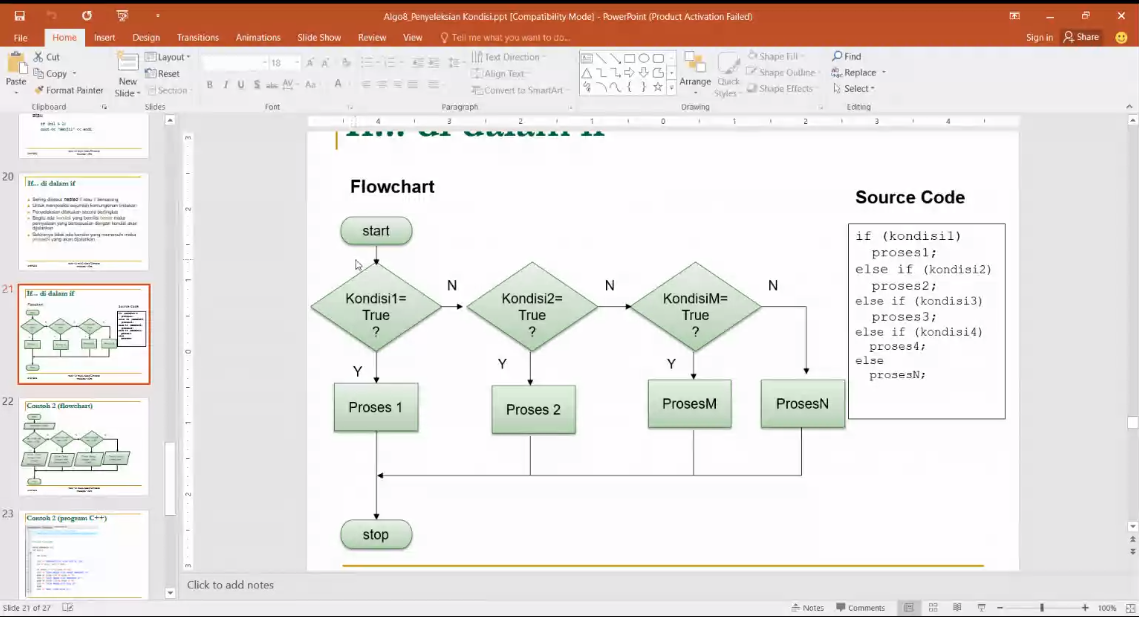 Algo8_Penyeleksian Kondisi.ppt [Compatibility Mode] - PowerPoint (Product Activation Failed)
File Home Insert Design Transitions Animations Slide Show Review View Tell me what you want to do... Sign in Share
Paste
Cut
Copy
Format Painter
Clipboard
New Slide
Layout
Reset
Section
Slides
18
Font
Text Direction
Align Text
Convert to SmartArt
Paragraph
Arrange
Quick Styles
Shape Fill
Shape Outline
Shape Effects
Drawing
Find
Replace
Select
Editing
20
If... di dalam if
21
If... di dalam if
22
Contoh 2 (flowchart)
23
Contoh 2 (program C++)
If... di dalam if
Flowchart
start
Kondisi1=
True
?
N
Kondisi2=
True
?
N
KondisiM=
True
?
N
Y
Y
Y
Proses 1
Proses 2
ProsesM
ProsesN
stop
Source Code
if (kondisi1)
proses1;
else if (kondisi2)
proses2;
else if (kondisi3)
proses3;
else if (kondisi4)
proses4;
else
prosesN;
Click to add notes
Slide 21 of 27
Notes Comments 100%